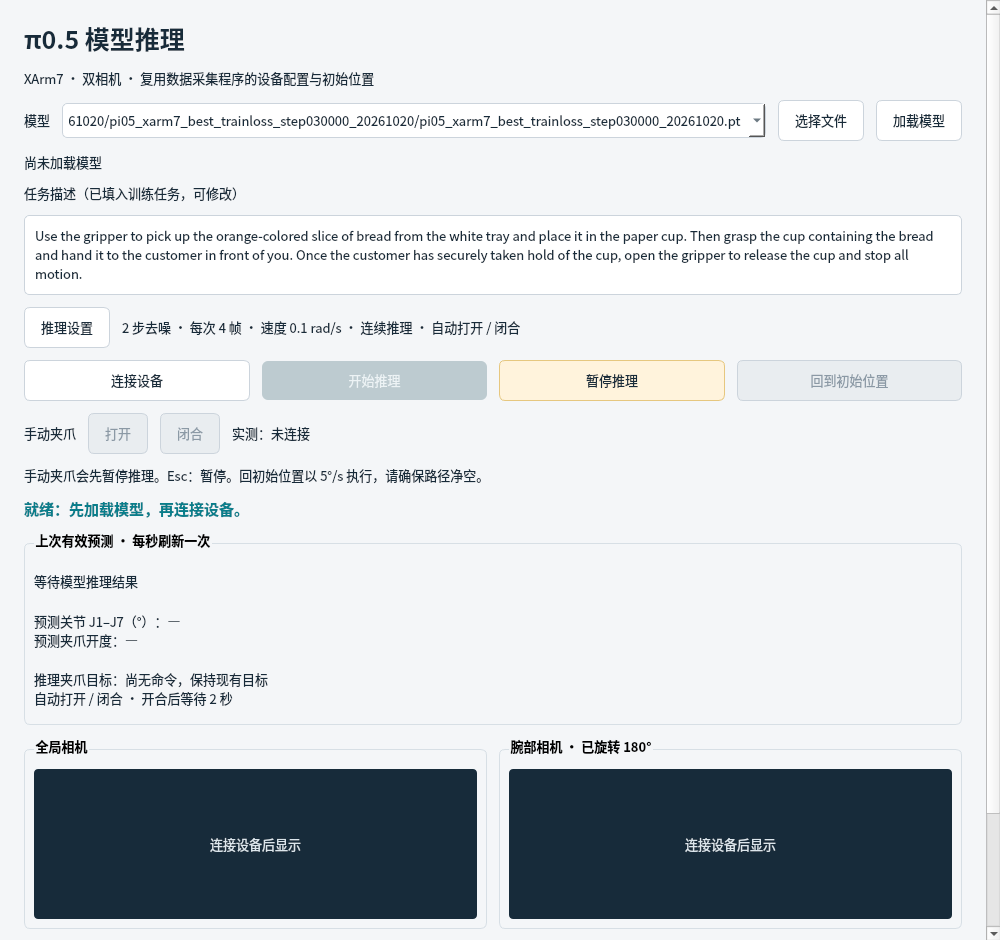 π0.5 模型推理
XArm7 · 双相机 · 复用数据采集程序的设备配置与初始位置
模型 61020/pi05_xarm7_best_trainloss_step030000_20261020/pi05_xarm7_best_trainloss_step030000_20261020.pt 选择文件 加载模型
尚未加载模型
任务描述（已填入训练任务，可修改）
Use the gripper to pick up the orange-colored slice of bread from the white tray and place it in the paper cup. Then grasp the cup containing the bread
and hand it to the customer in front of you. Once the customer has securely taken hold of the cup, open the gripper to release the cup and stop all
motion.
推理设置 2 步去噪 · 每次 4 帧 · 速度 0.1 rad/s · 连续推理 · 自动打开 / 闭合
连接设备 开始推理 暂停推理 回到初始位置
手动夹爪 打开 闭合 实测：未连接
手动夹爪会先暂停推理。Esc：暂停。回初始位置以 5°/s 执行，请确保路径净空。
就绪：先加载模型，再连接设备。
上次有效预测 · 每秒刷新一次
等待模型推理结果
预测关节 J1–J7（°）：—
预测夹爪开度：—
推理夹爪目标：尚无命令，保持现有目标
自动打开 / 闭合 · 开合后等待 2 秒
全局相机 腕部相机 · 已旋转 180°
连接设备后显示 连接设备后显示